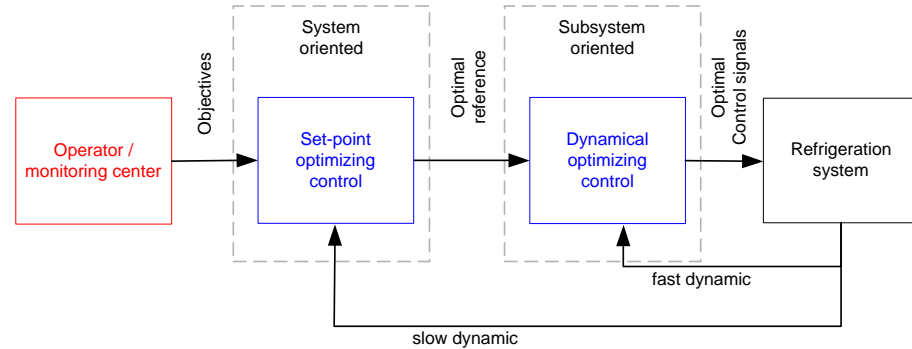 System
oriented
Subsystem
oriented
Objectives
Optimal
reference
Optimal
Control signals
Operator /
monitoring center
Set-point
optimizing
control
Dynamical
optimizing
control
Refrigeration
system
fast dynamic
slow dynamic